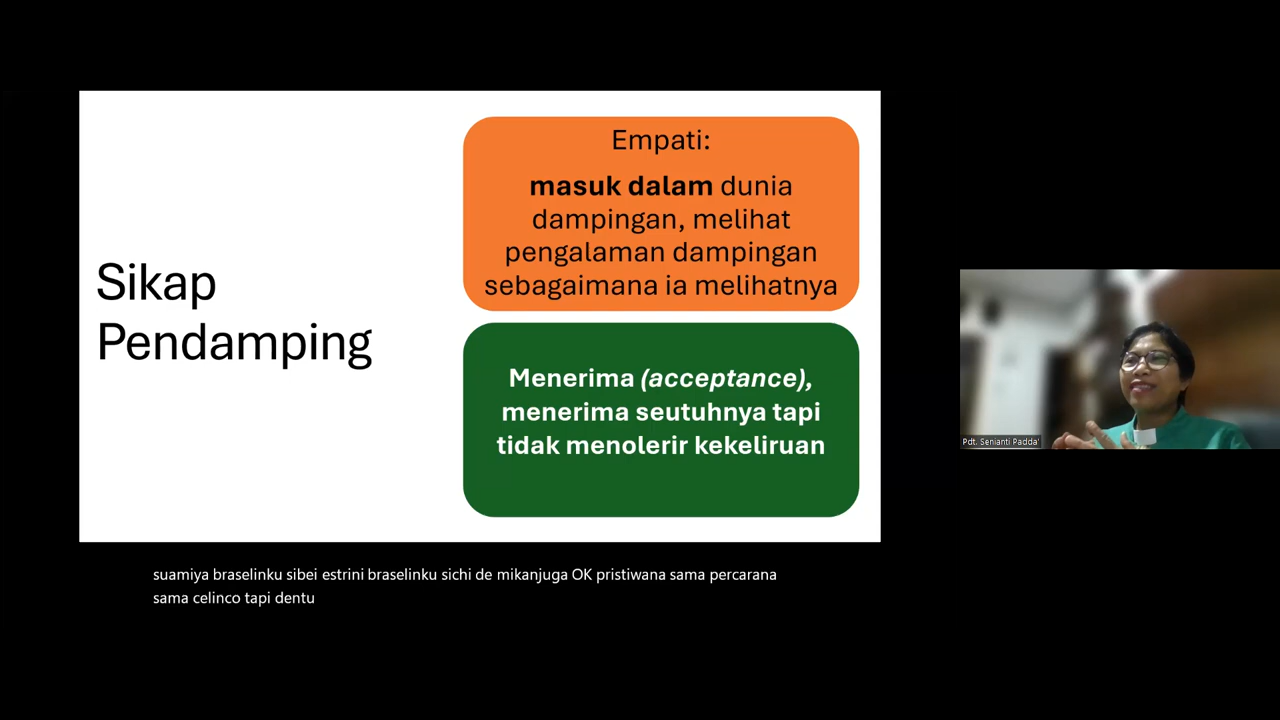 Sikap
Pendamping
Empati:
masuk dalam dunia
dampingan, melihat
pengalaman dampingan
sebagaimana ia melihatnya
Menerima (acceptance),
menerima seutuhnya tapi
tidak menolerir kekeliruan
Pdt. Senianti Padda'
suamiya braselinku sibei estrini braselinku sichi de mikanjuga OK pristiwana sama percarana
sama celinco tapi dentu